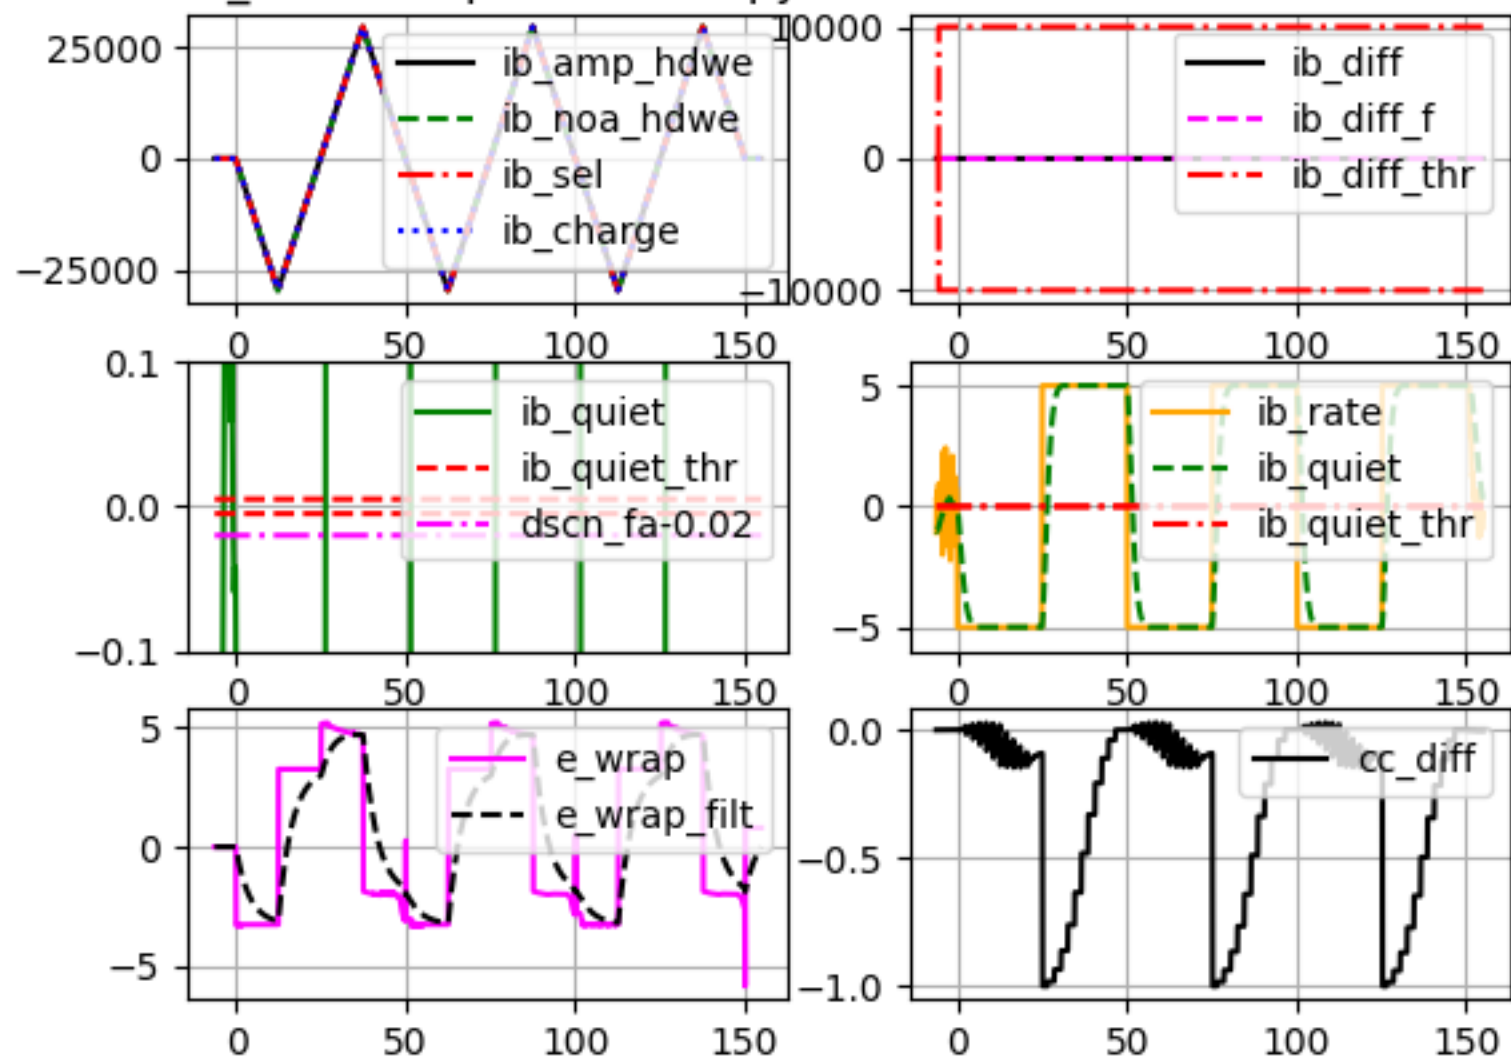 25000
0
−25000
ib_amp_hdwe
ib_noa_hdwe
ib_sel
ib_charge
0 50 100 150
10000
0
−10000
ib_diff
ib_diff_f
ib_diff_thr
0 50 100 150
0.1
0.0
−0.1
ib_quiet
ib_quiet_thr
dscn_fa-0.02
0 50 100 150
5
0
−5
ib_rate
ib_quiet
ib_quiet_thr
0 50 100 150
5
0
−5
e_wrap
e_wrap_filt
0 50 100 150
0.0
−0.5
−1.0
cc_diff
0 50 100 150